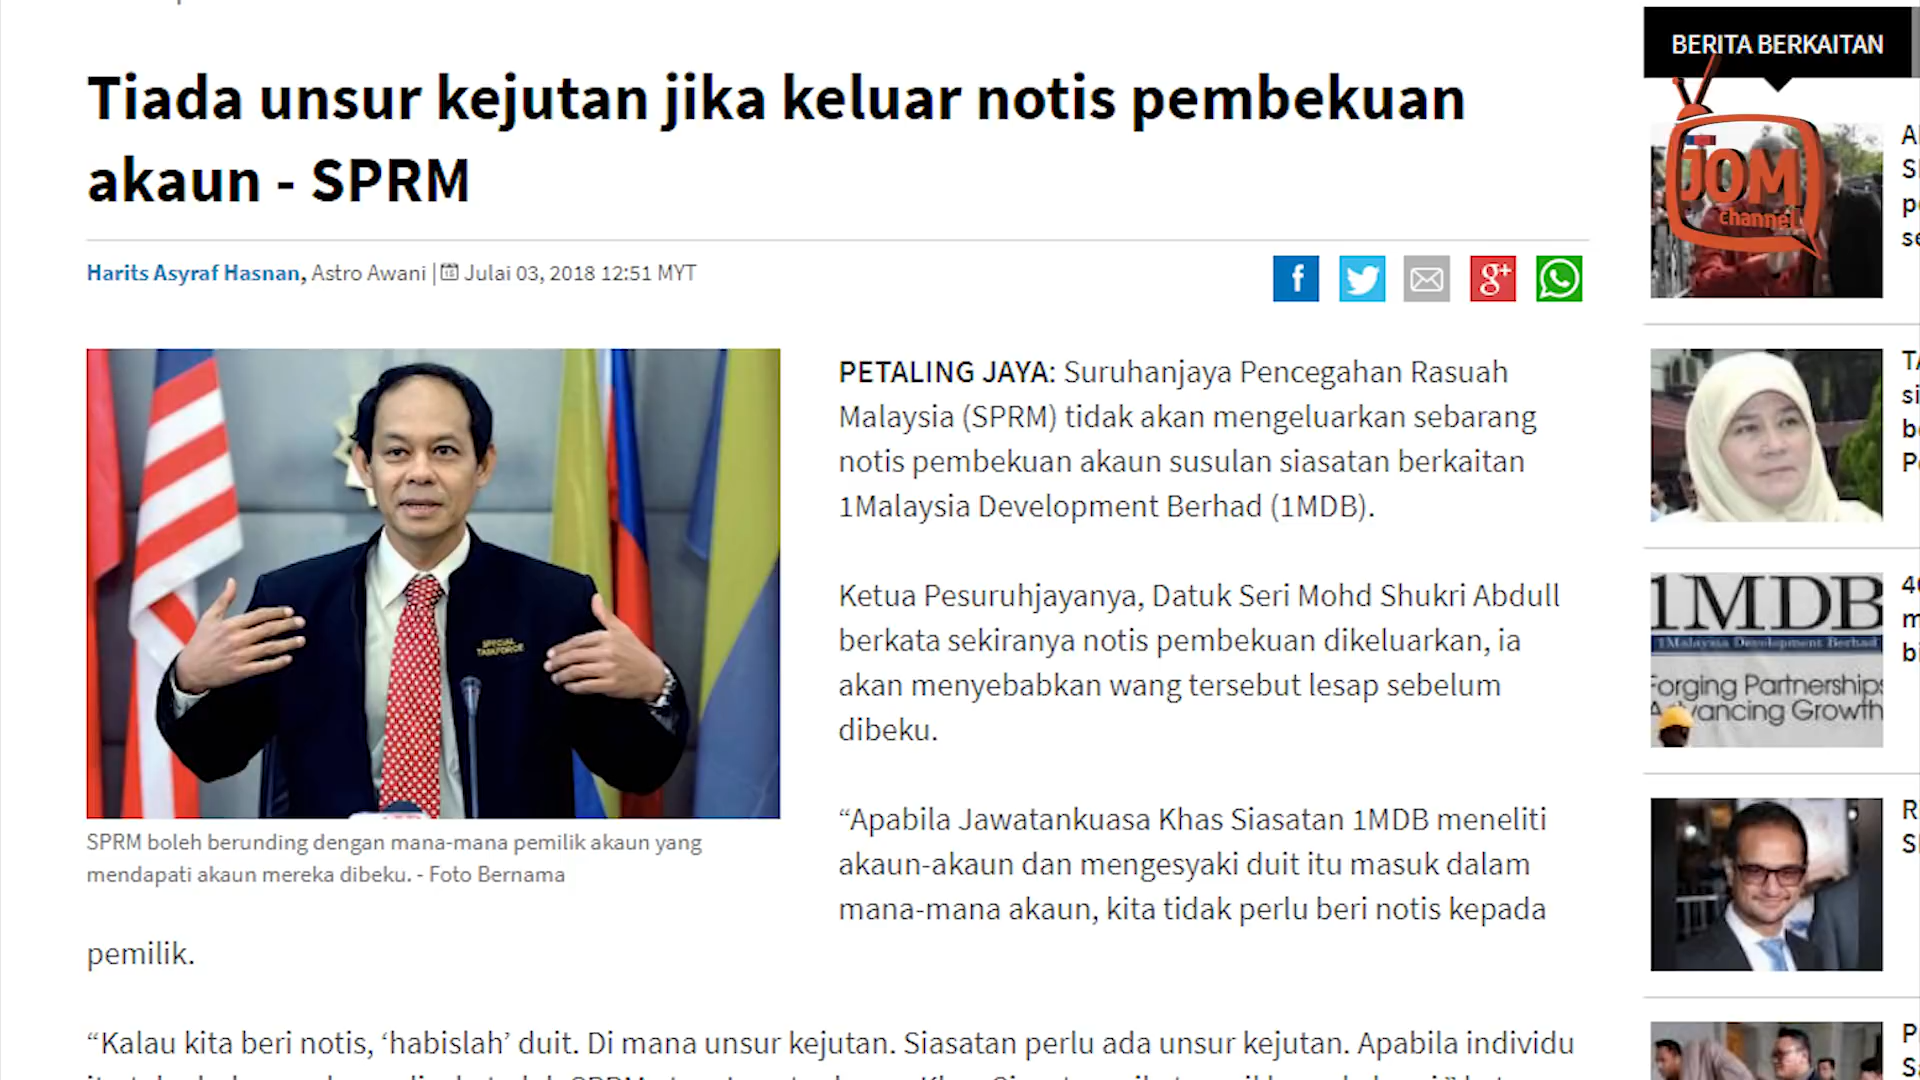 Tiada unsur kejutan jika keluar notis pembekuan
akaun - SPRM
Harits Asyraf Hasnan, Astro Awani | Julai 03, 2018 12:51 MYT
SPECIAL
TASKFORCE
SPRM boleh berunding dengan mana-mana pemilik akaun yang
mendapati akaun mereka dibeku. - Foto Bernama
PETALING JAYA: Suruhanjaya Pencegahan Rasuah
Malaysia (SPRM) tidak akan mengeluarkan sebarang
notis pembekuan akaun susulan siasatan berkaitan
1Malaysia Development Berhad (1MDB).
Ketua Pesuruhjayanya, Datuk Seri Mohd Shukri Abdull
berkata sekiranya notis pembekuan dikeluarkan, ia
akan menyebabkan wang tersebut lesap sebelum
dibeku.
“Apabila Jawatankuasa Khas Siasatan 1MDB meneliti
akaun-akaun dan mengesyaki duit itu masuk dalam
mana-mana akaun, kita tidak perlu beri notis kepada
pemilik.
“Kalau kita beri notis, ‘habislah’ duit. Di mana unsur kejutan. Siasatan perlu ada unsur kejutan. Apabila individu
BERITA BERKAITAN
JOM
channel
1MDB
1Malaysia Development Berhad
Forging Partnerships
Advancing Growth